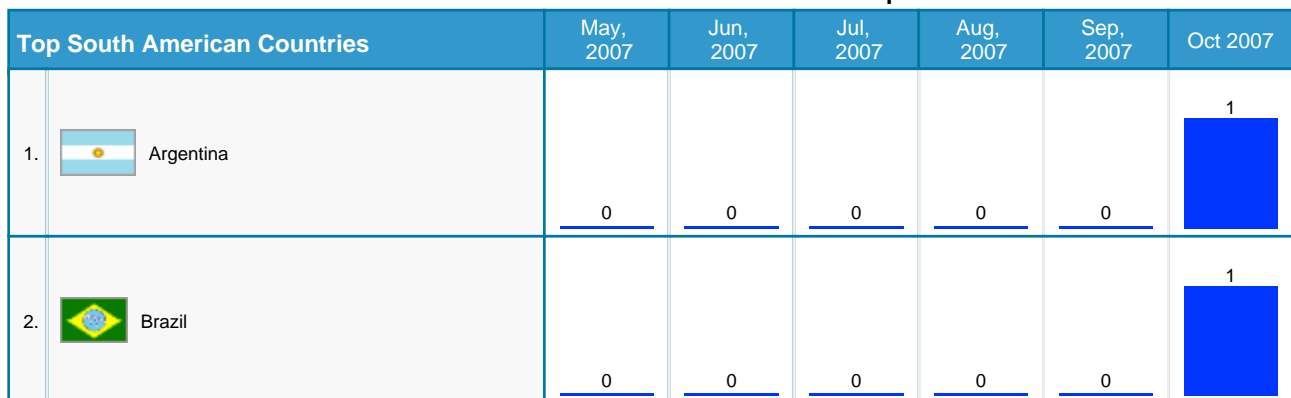 Top South American Countries
May, 2007
Jun, 2007
Jul, 2007
Aug, 2007
Sep, 2007
Oct 2007
1. Argentina
0 0 0 0 0 1
2. Brazil
0 0 0 0 0 1